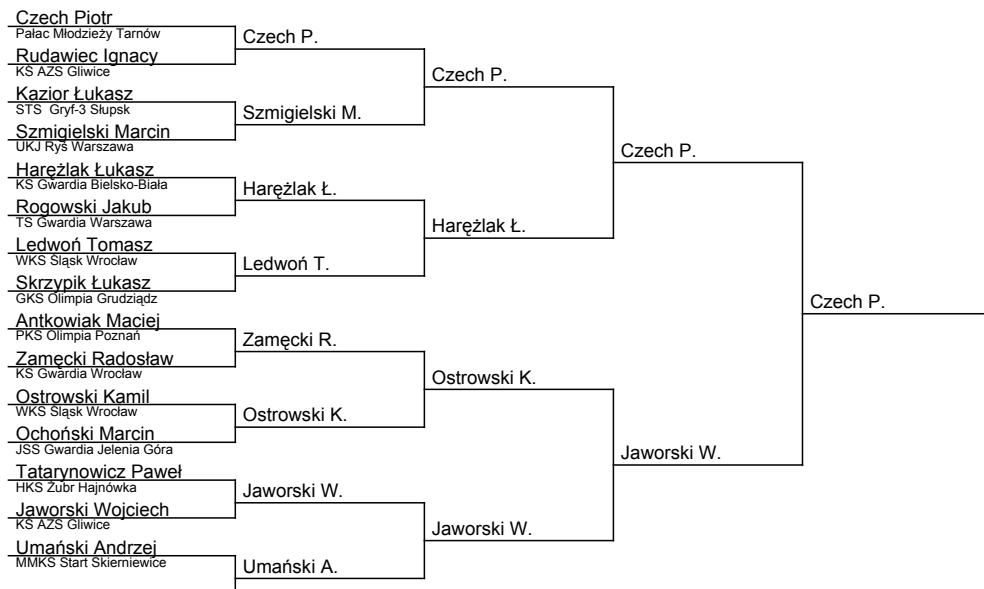 Czech Piotr
Pałac Młodzieży Tarnów
Rudawiec Ignacy
KS AZS Gliwice
Kazior Łukasz
STS Gryf-3 Słupsk
Szmigielski Marcin
UKJ Ryś Warszawa
Harężlak Łukasz
KS Gwardia Bielsko-Biała
Rogowski Jakub
TS Gwardia Warszawa
Ledwoń Tomasz
WKS Śląsk Wrocław
Skrzypik Łukasz
GKS Olimpia Grudziądz
Antkowiak Maciej
PKS Olimpia Poznań
Zamęcki Radosław
KS Gwardia Wrocław
Ostrowski Kamil
WKS Śląsk Wrocław
Ochoński Marcin
JSS Gwardia Jelenia Góra
Tatarynowicz Paweł
HKS Żubr Hajnówka
Jaworski Wojciech
KS AZS Gliwice
Umański Andrzej
MMKS Start Skierniewice
Czech P.
Szmigielski M.
Harężlak Ł.
Ledwoń T.
Zamęcki R.
Ostrowski K.
Jaworski W.
Umański A.
Czech P.
Harężlak Ł.
Ostrowski K.
Jaworski W.
Czech P.
Jaworski W.
Czech P.